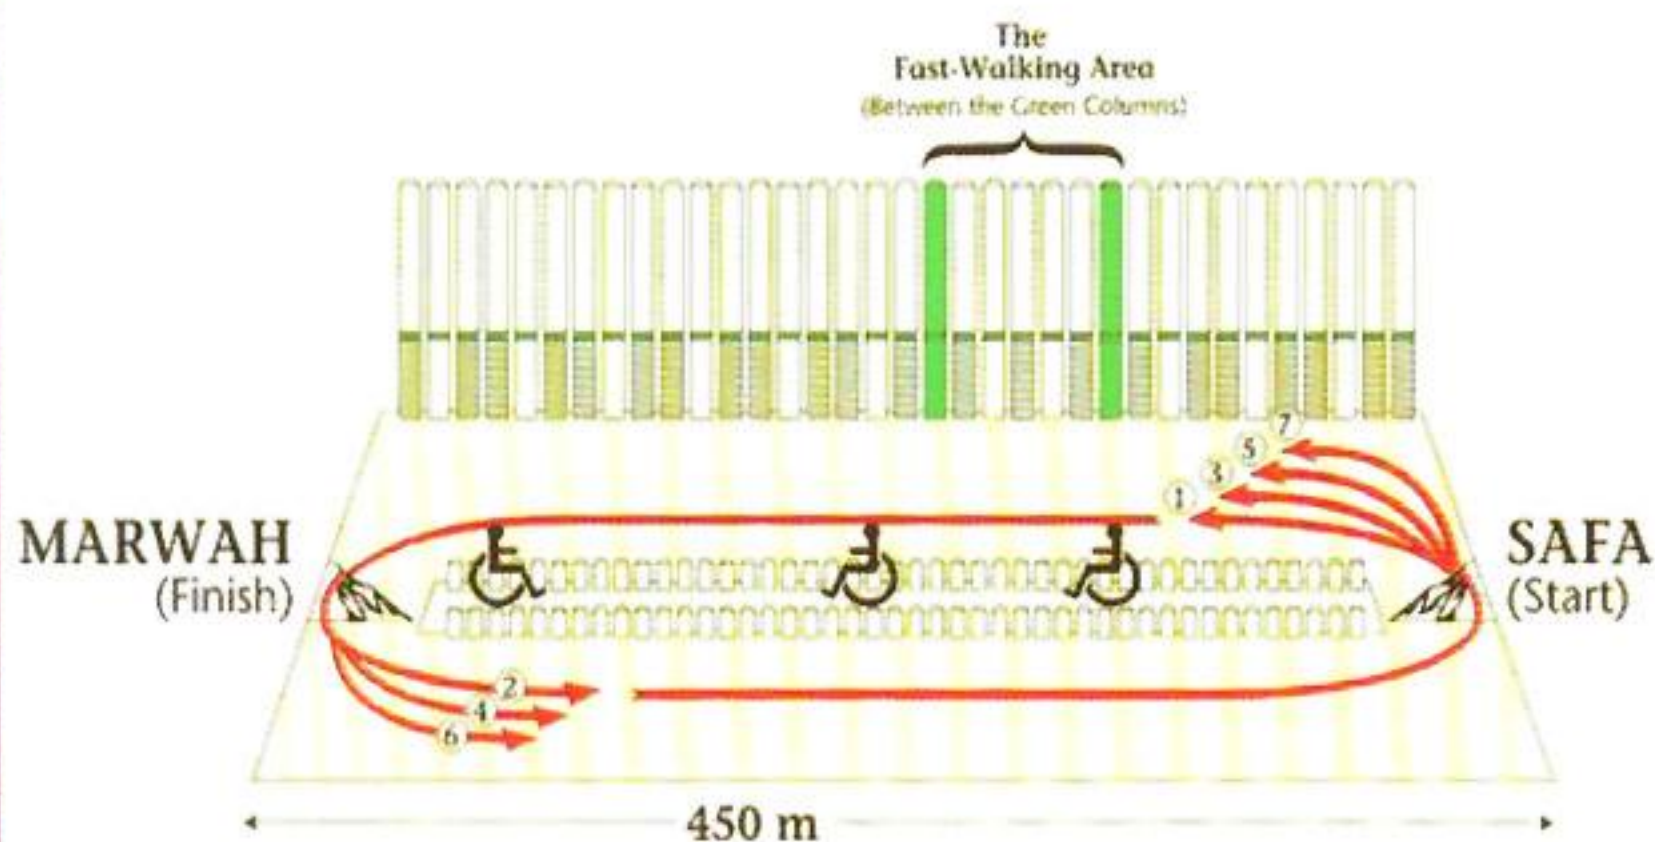 The
Fast-Walking Area
(Between the Green Columns)
7
5
3
1
MARWAH
(Finish)
SAFA
(Start)
2
4
6
450 m